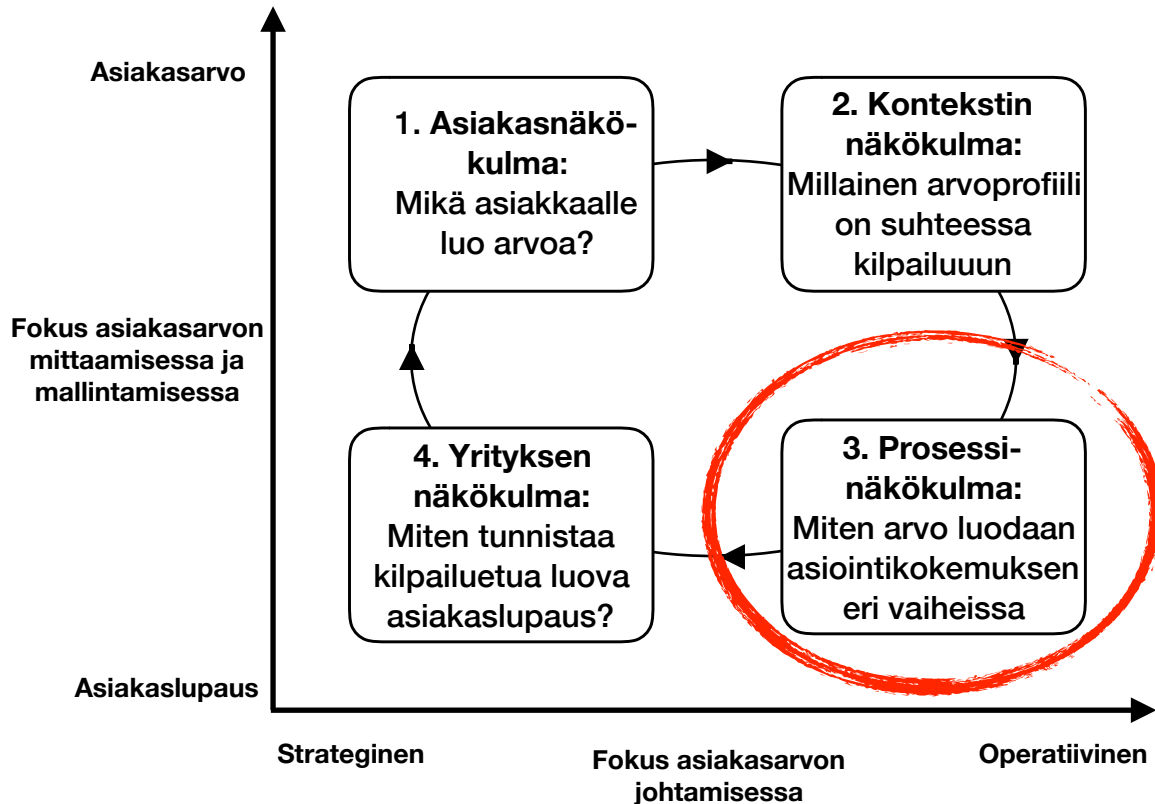 Asiakasarvo
1. Asiakasnäkö-
kulma:
Mikä asiakkaalle
luo arvoa?
2. Kontekstin
näkökulma:
Millainen arvoprofiili
on suhteessa
kilpailuuun
Fokus asiakasarvon
mittaamisessa ja
mallintamisessa
4. Yrityksen
näkökulma:
Miten tunnistaa
kilpailuetua luova
asiakaslupaus?
3. Prosessi-
näkökulma:
Miten arvo luodaan
asiointikokemuksen
eri vaiheissa
Asiakaslupaus
Strateginen
Fokus asiakasarvon
johtamisessa
Operatiivinen